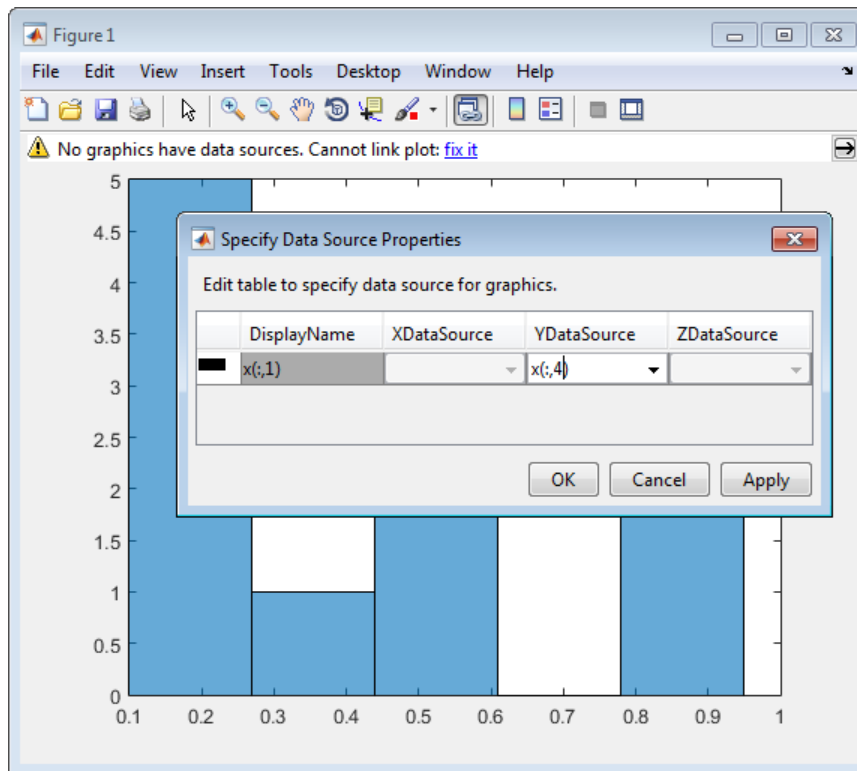 Figure 1
File Edit View Insert Tools Desktop Window Help
No graphics have data sources. Cannot link plot: fix it
5
4.5
4
3.5
3
2.5
2
1.5
1
0.5
0
Specify Data Source Properties
Edit table to specify data source for graphics.
DisplayName XDataSource YDataSource ZDataSource
x(:,1) x(:,4)
OK Cancel Apply
0.1 0.2 0.3 0.4 0.5 0.6 0.7 0.8 0.9 1